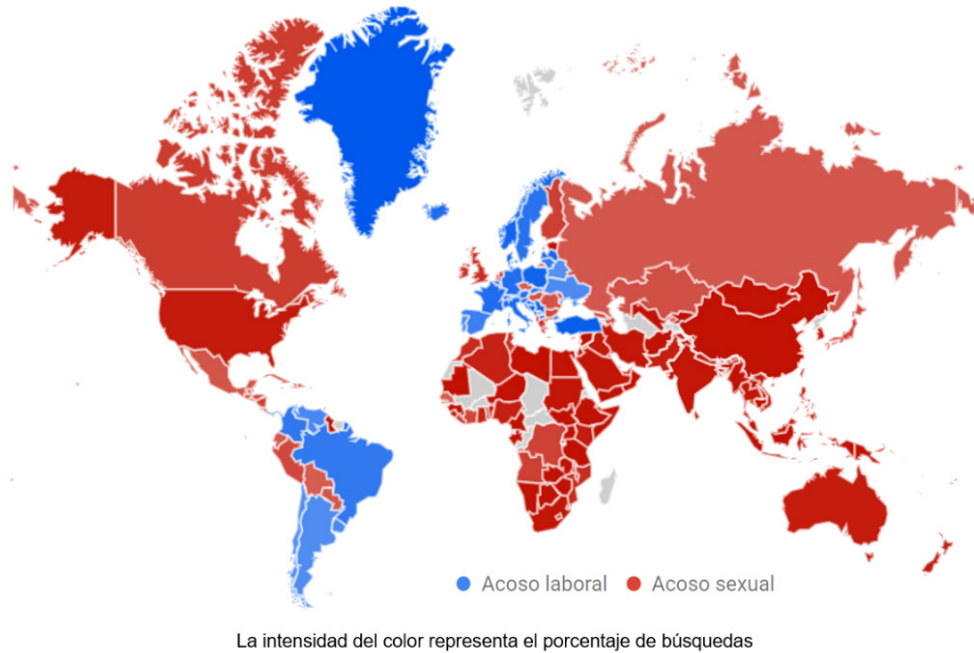 Acoso laboral Acoso sexual
La intensidad del color representa el porcentaje de búsquedas